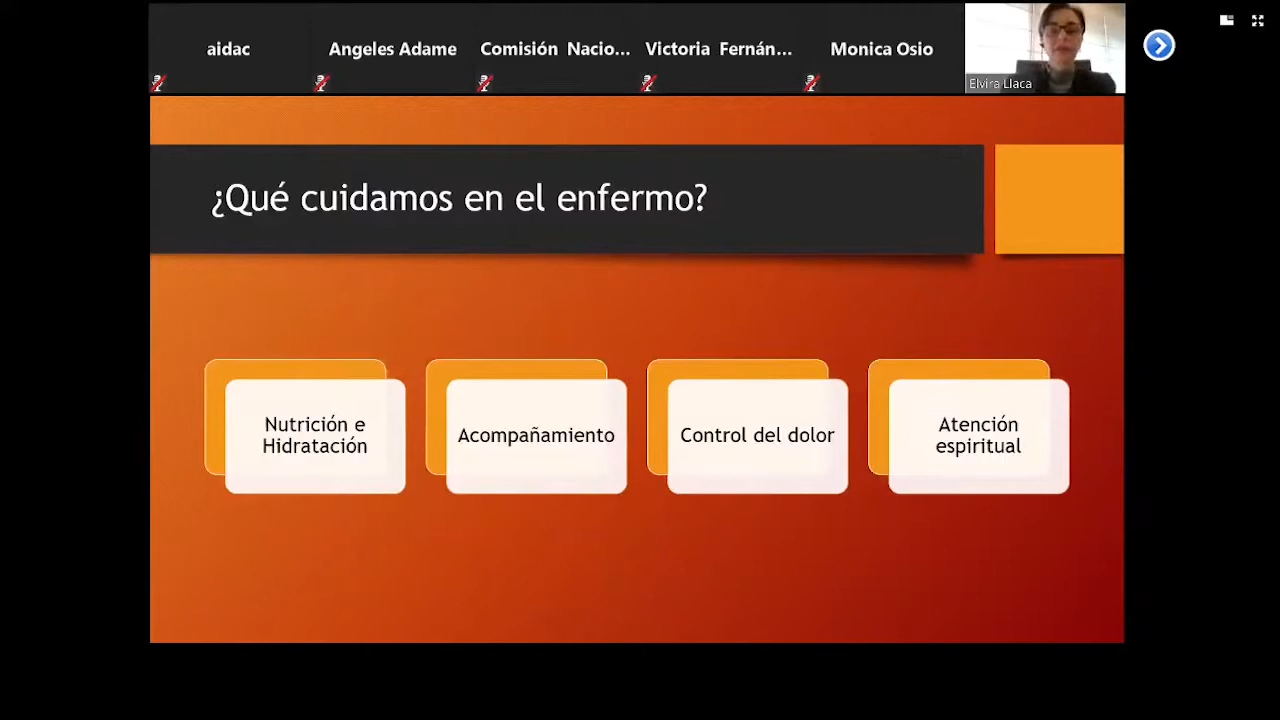 aidac
Angeles Adame
Comisión Nacio...
Victoria Fernán...
Monica Osio
Elvira Llaca
¿Qué cuidamos en el enfermo?
Nutrición e
Hidratación
Acompañamiento
Control del dolor
Atención
espiritual